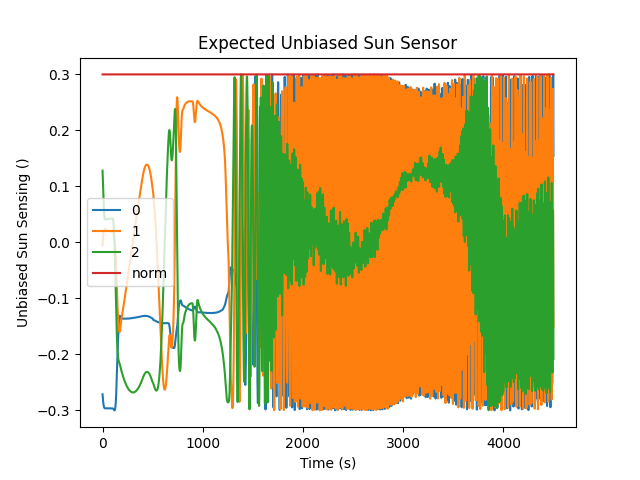 Expected Unbiased Sun Sensor
Unbiased Sun Sensing ()
0.3
0.2
0.1
0.0
−0.1
−0.2
−0.3
0
1
2
norm
0 1000 2000 3000 4000
Time (s)